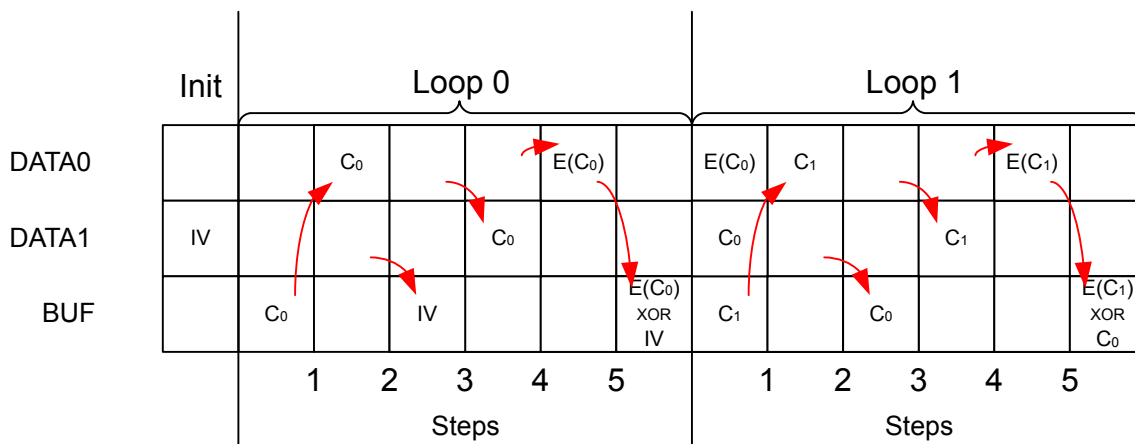 Init Loop 0 Loop 1
DATA0 C₀ E(C₀) E(C₀) C₁ E(C₁)
DATA1 IV C₀ C₀ C₁
BUF C₀ IV E(C₀) XOR IV C₁ C₀ E(C₁) XOR C₀
1 2 3 4 5 1 2 3 4 5
Steps Steps